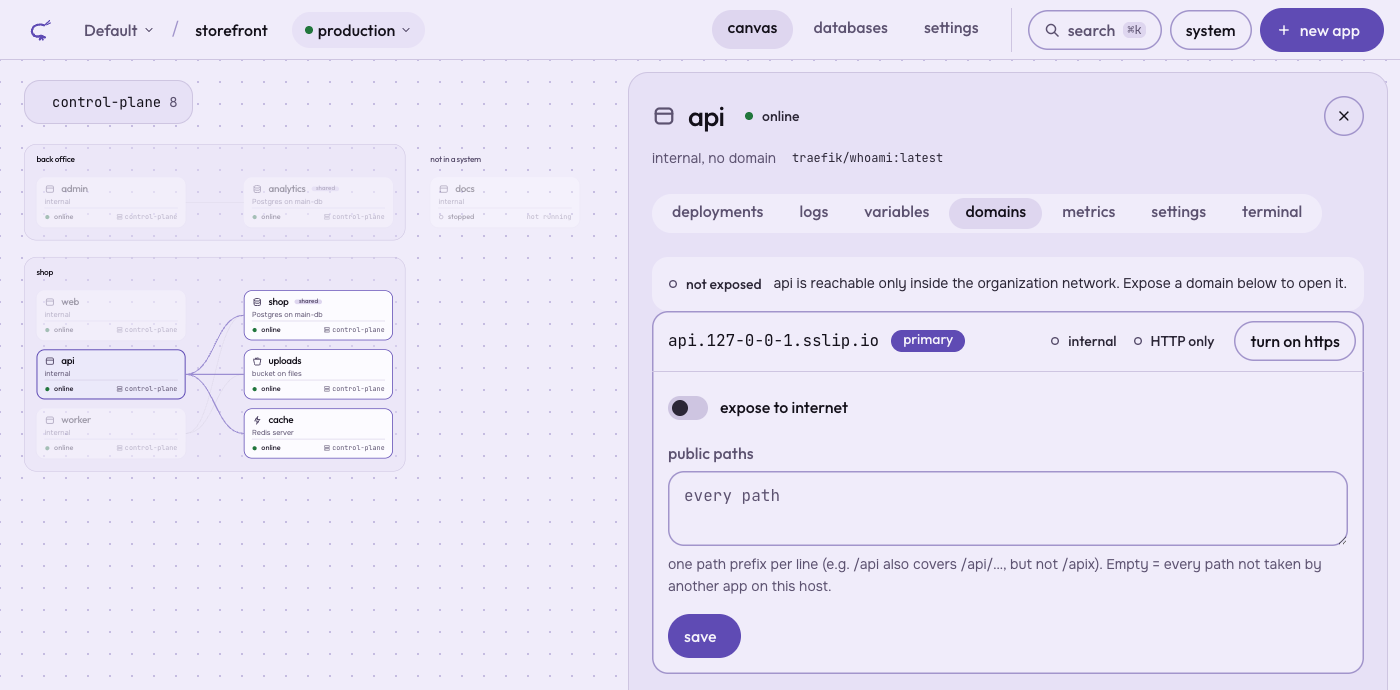 Default / storefront production canvas databases settings search ⌘k system + new app
control-plane 8
back office
admin
internal
online control-plane
analytics shared
Postgres on main-db
online control-plane
not in a system
docs
internal
stopped not running
shop
web
internal
online control-plane
api
internal
online control-plane
worker
internal
online control-plane
shop shared
Postgres on main-db
online control-plane
uploads
bucket on files
online control-plane
cache
Redis server
online control-plane
api online
internal, no domain traefik/whoami:latest
deployments logs variables domains metrics settings terminal
not exposed api is reachable only inside the organization network. Expose a domain below to open it.
api.127-0-0-1.sslip.io primary internal HTTP only turn on https
expose to internet
public paths
every path
one path prefix per line (e.g. /api also covers /api/…, but not /apix). Empty = every path not taken by
another app on this host.
save